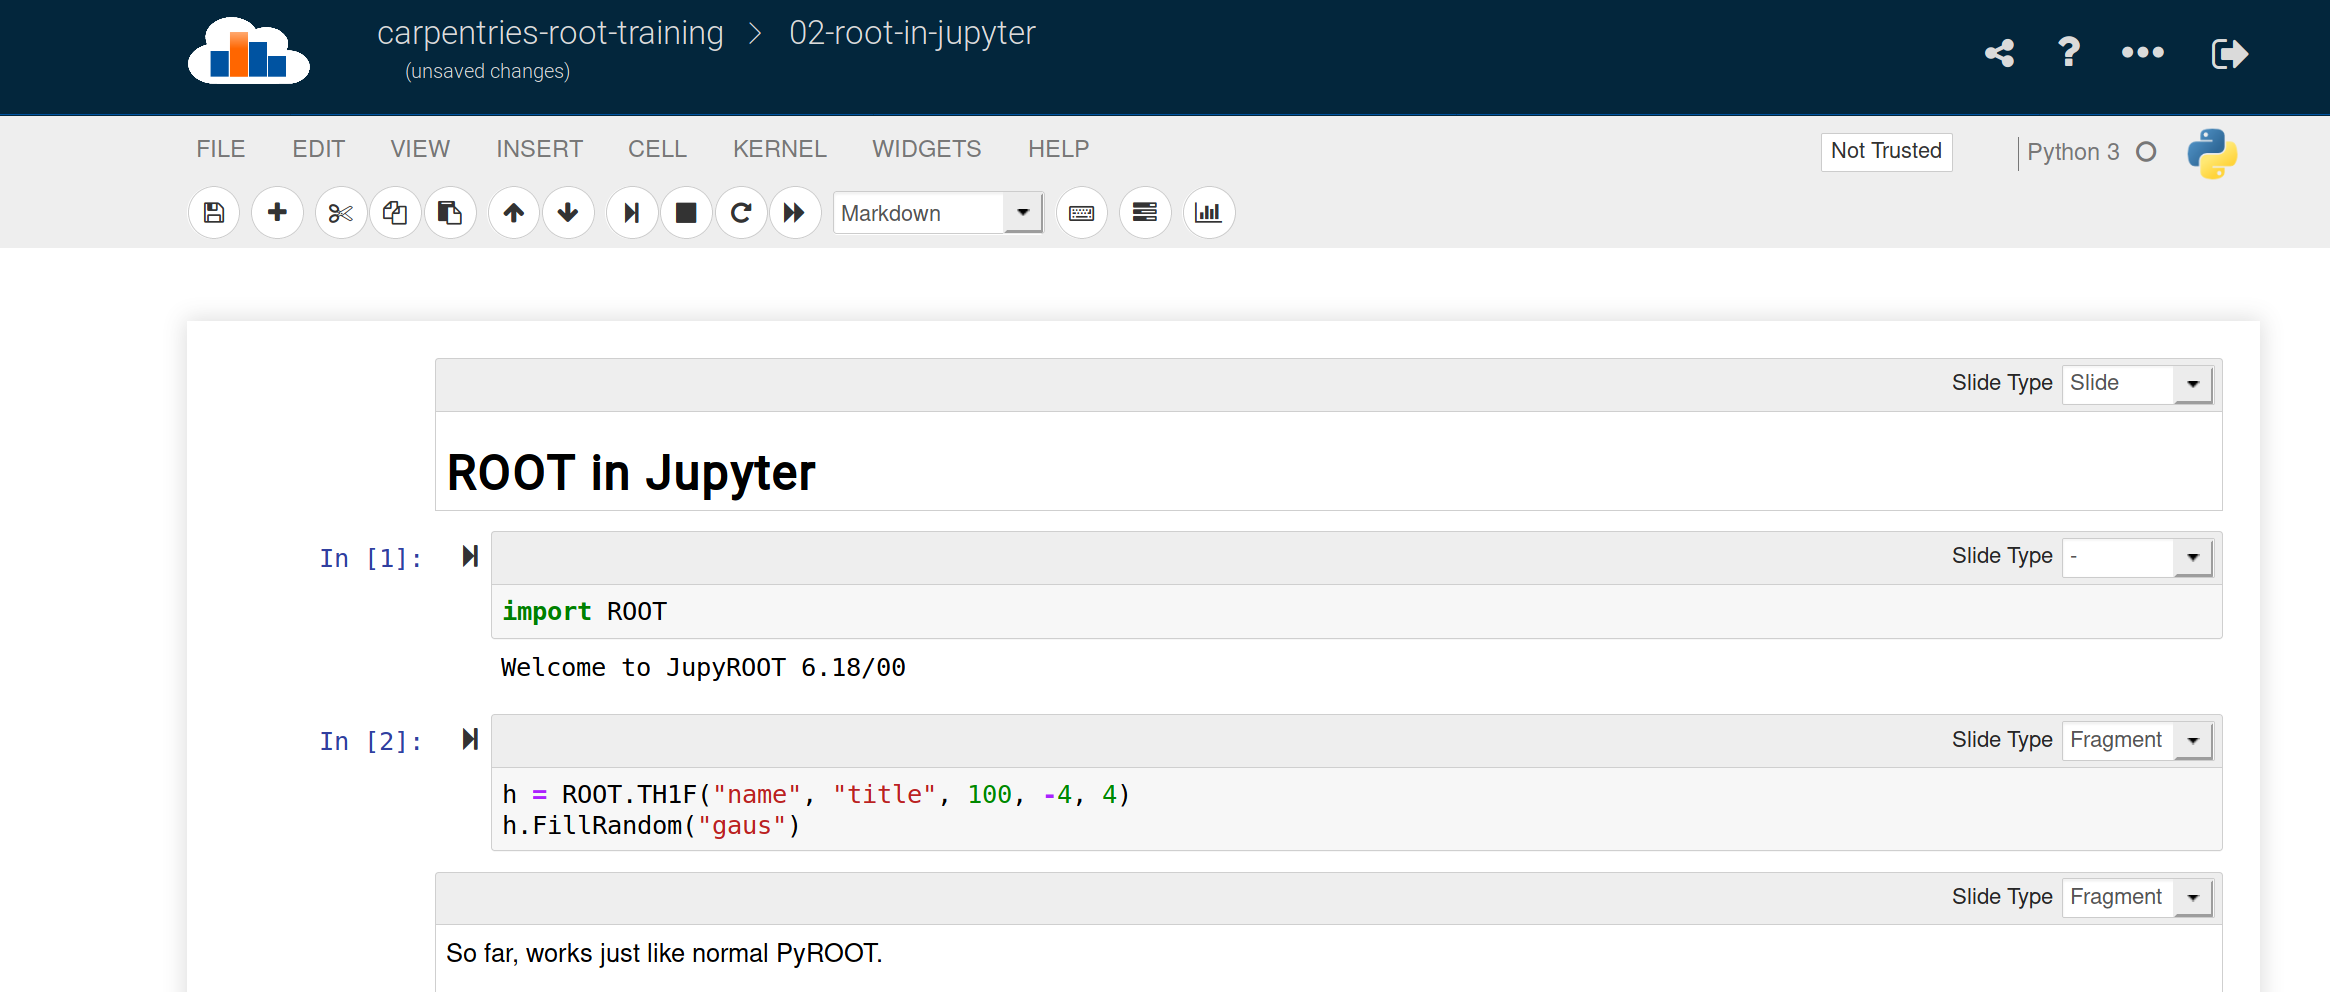 carpentries-root-training > 02-root-in-jupyter
(unsaved changes)
FILE EDIT VIEW INSERT CELL KERNEL WIDGETS HELP
Not Trusted
Python 3
Markdown
Slide Type Slide
ROOT in Jupyter
In [1]:
Slide Type -
import ROOT
Welcome to JupyROOT 6.18/00
In [2]:
Slide Type Fragment
h = ROOT.TH1F("name", "title", 100, -4, 4)
h.FillRandom("gaus")
Slide Type Fragment
So far, works just like normal PyROOT.